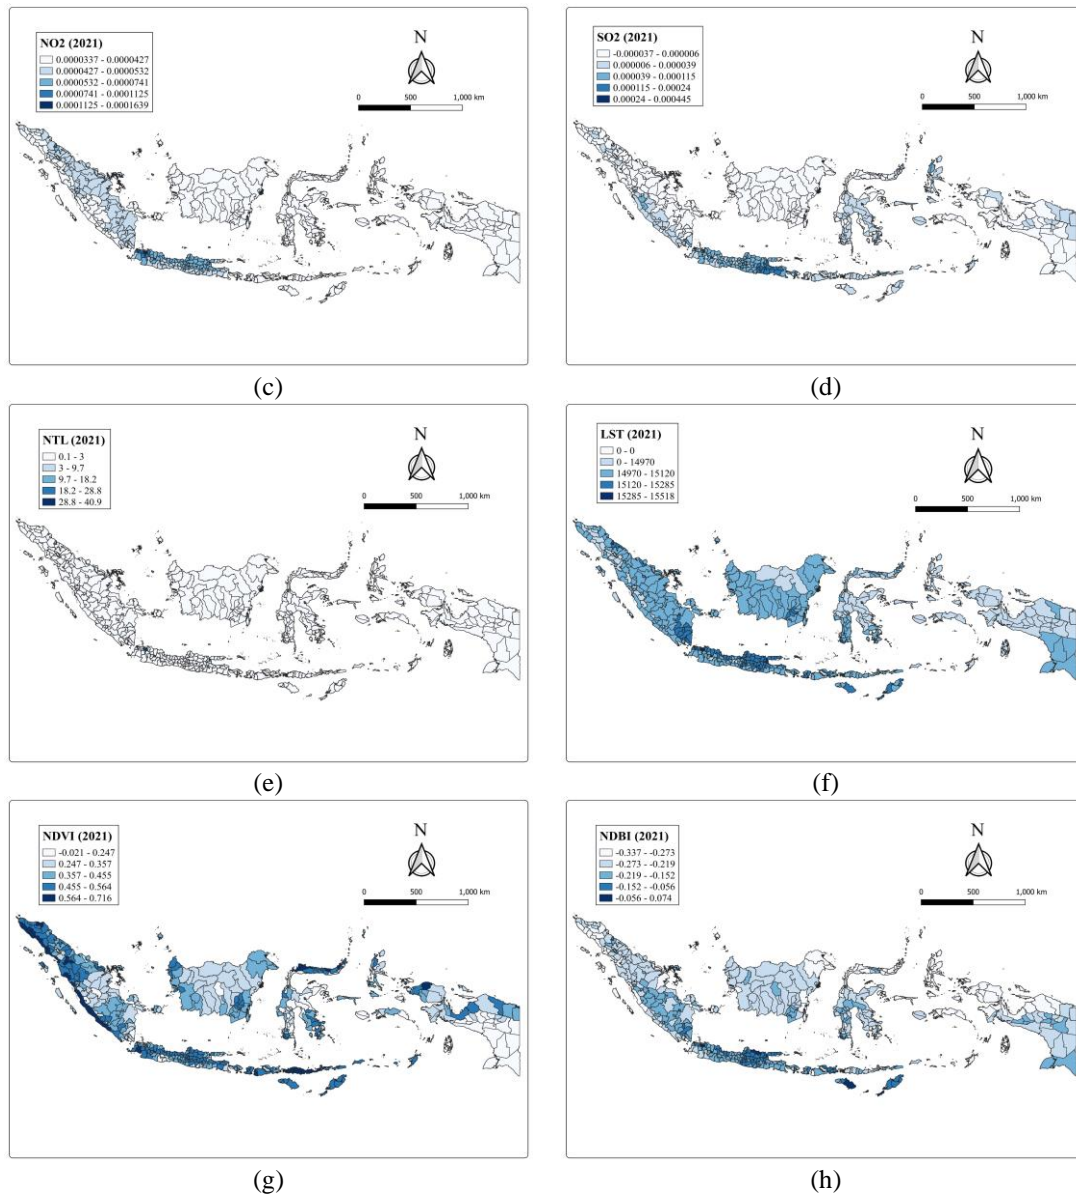 NO2 (2021)
0.0000337 - 0.0000427
0.0000427 - 0.0000532
0.0000532 - 0.0000741
0.0000741 - 0.0001125
0.0001125 - 0.0001639
N
0 500 1,000 km
(c)
SO2 (2021)
-0.000037 - 0.000006
0.000006 - 0.000039
0.000039 - 0.000115
0.000115 - 0.00024
0.00024 - 0.000445
N
0 500 1,000 km
(d)
NTL (2021)
0.1 - 3
3 - 9.7
9.7 - 18.2
18.2 - 28.8
28.8 - 40.9
N
0 500 1,000 km
(e)
LST (2021)
0 - 0
0 - 14970
14970 - 15120
15120 - 15285
15285 - 15518
N
0 500 1,000 km
(f)
NDVI (2021)
-0.021 - 0.247
0.247 - 0.357
0.357 - 0.455
0.455 - 0.564
0.564 - 0.716
N
0 500 1,000 km
(g)
NDBI (2021)
-0.337 - -0.273
-0.273 - -0.219
-0.219 - -0.152
-0.152 - -0.056
-0.056 - 0.074
N
0 500 1,000 km
(h)